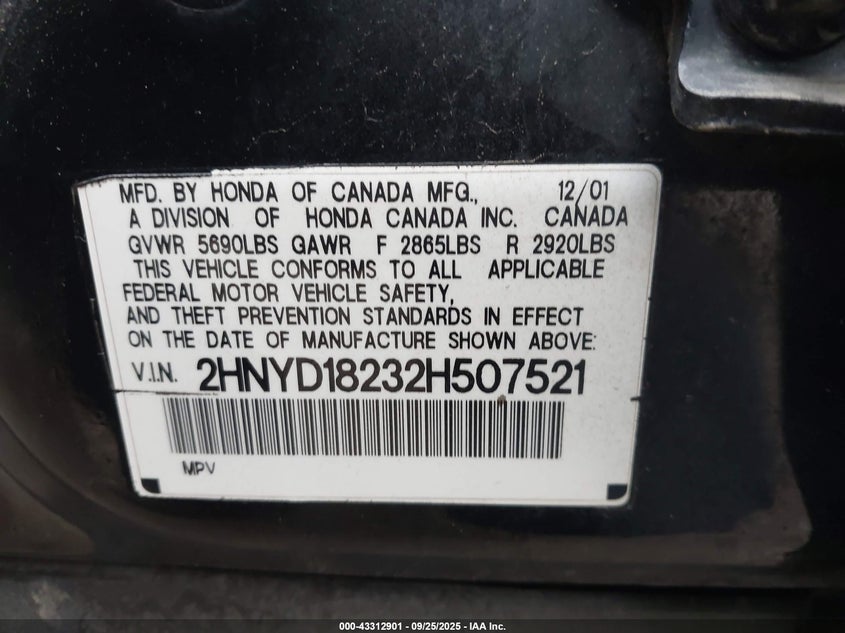 MFD. BY HONDA OF CANADA MFG., 12/01
A DIVISION OF HONDA CANADA INC. CANADA
GVWR 5690LBS GAWR F 2865LBS R 2920LBS
THIS VEHICLE CONFORMS TO ALL APPLICABLE
FEDERAL MOTOR VEHICLE SAFETY,
AND THEFT PREVENTION STANDARDS IN EFFECT
ON THE DATE OF MANUFACTURE SHOWN ABOVE:
V.I.N. 2HNYD18232H507521
MPV
000-43312901 - 09/25/2025 - IAA Inc.